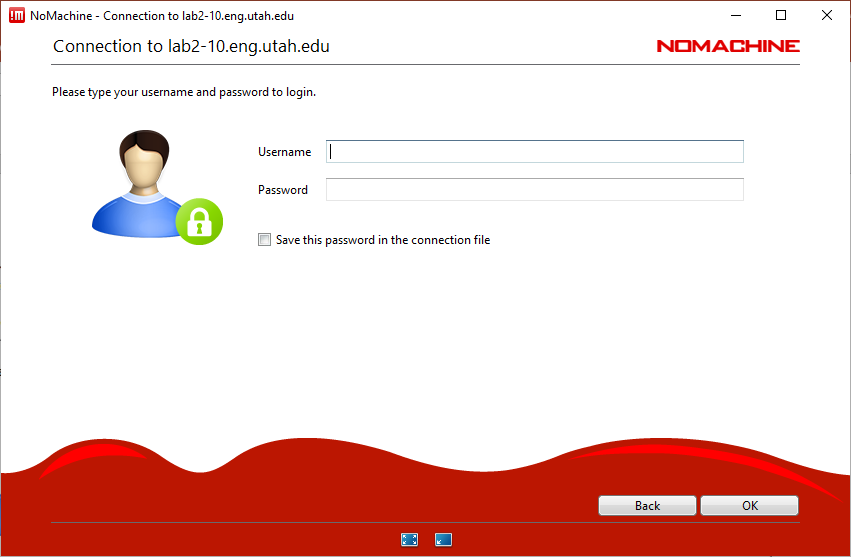 NoMachine - Connection to lab2-10.eng.utah.edu
Connection to lab2-10.eng.utah.edu
NOMACHINE
Please type your username and password to login.
Username
Password
Save this password in the connection file
Back
OK